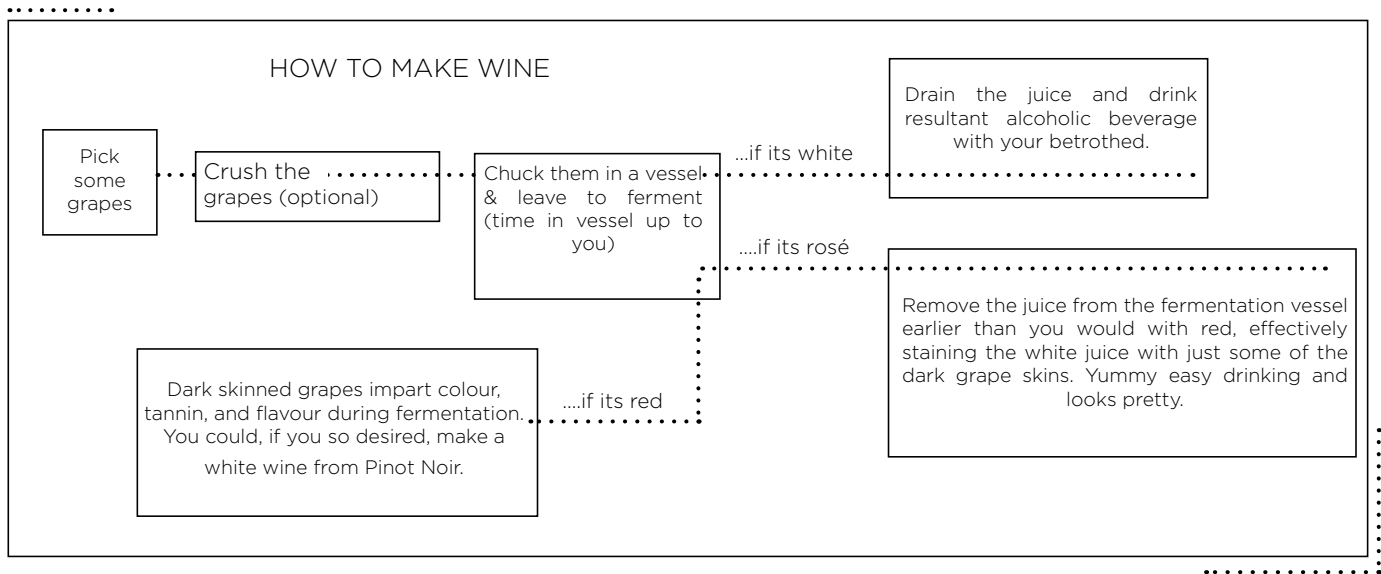 HOW TO MAKE WINE
Pick
some
grapes
Crush the
grapes (optional)
Chuck them in a vessel
& leave to ferment
(time in vessel up to
you)
...if its white
Drain the juice and drink
resultant alcoholic beverage
with your betrothed.
....if its rosé
Remove the juice from the fermentation vessel
earlier than you would with red, effectively
staining the white juice with just some of the
dark grape skins. Yummy easy drinking and
looks pretty.
....if its red
Dark skinned grapes impart colour,
tannin, and flavour during fermentation.
You could, if you so desired, make a
white wine from Pinot Noir.